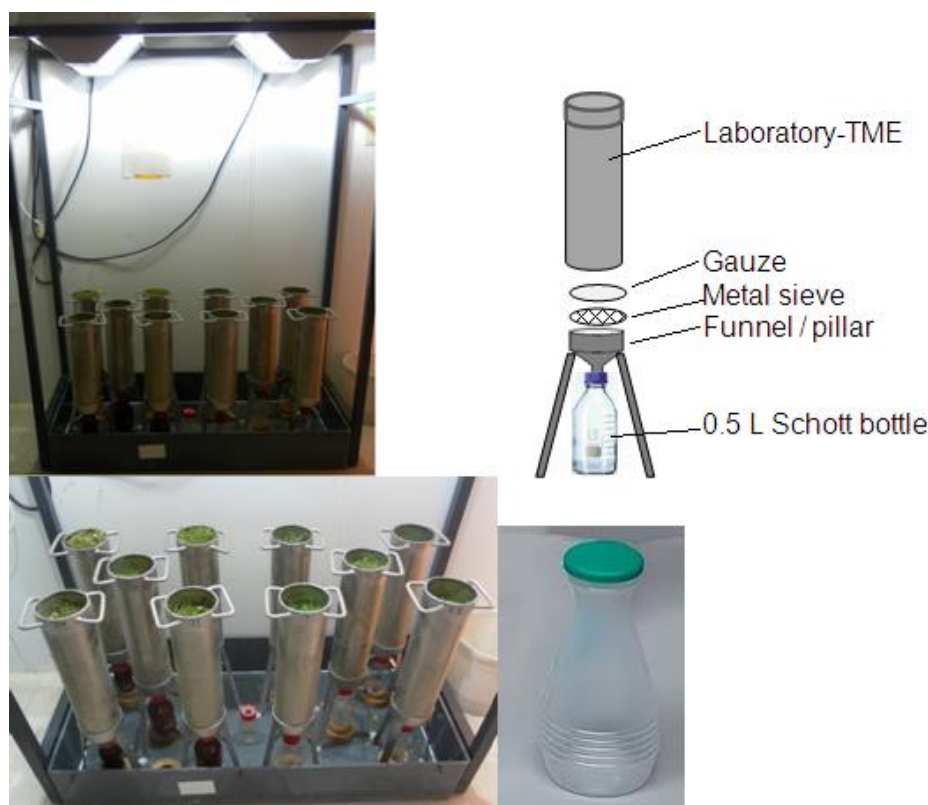 Laboratory-TME
Gauze
Metal sieve
Funnel / pillar
0.5 L Schott bottle